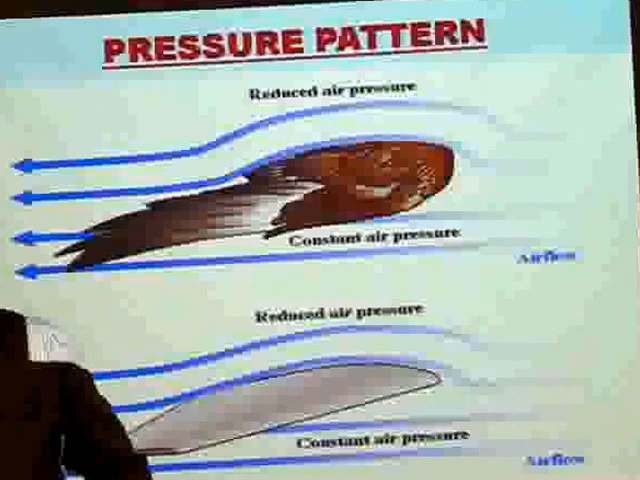 PRESSURE PATTERN
Reduced air pressure
Constant air pressure
Airflow
Reduced air pressure
Constant air pressure
Airflow